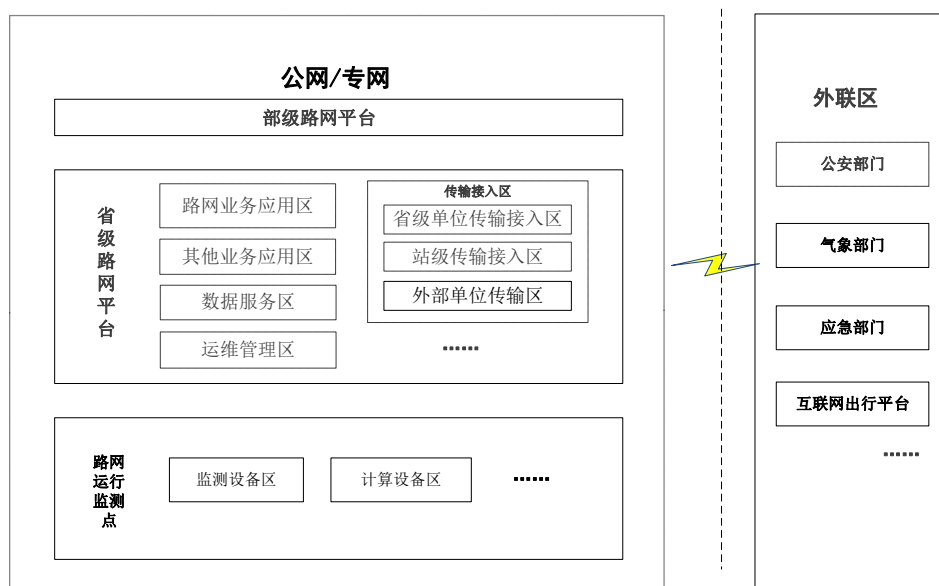 公网/专网
部级路网平台
省
级
路
网
平
台
路网业务应用区
其他业务应用区
数据服务区
运维管理区
传输接入区
省级单位传输接入区
站级传输接入区
外部单位传输区
……
路网
运行
监测
点
监测设备区
计算设备区
……
外联区
公安部门
气象部门
应急部门
互联网出行平台
……